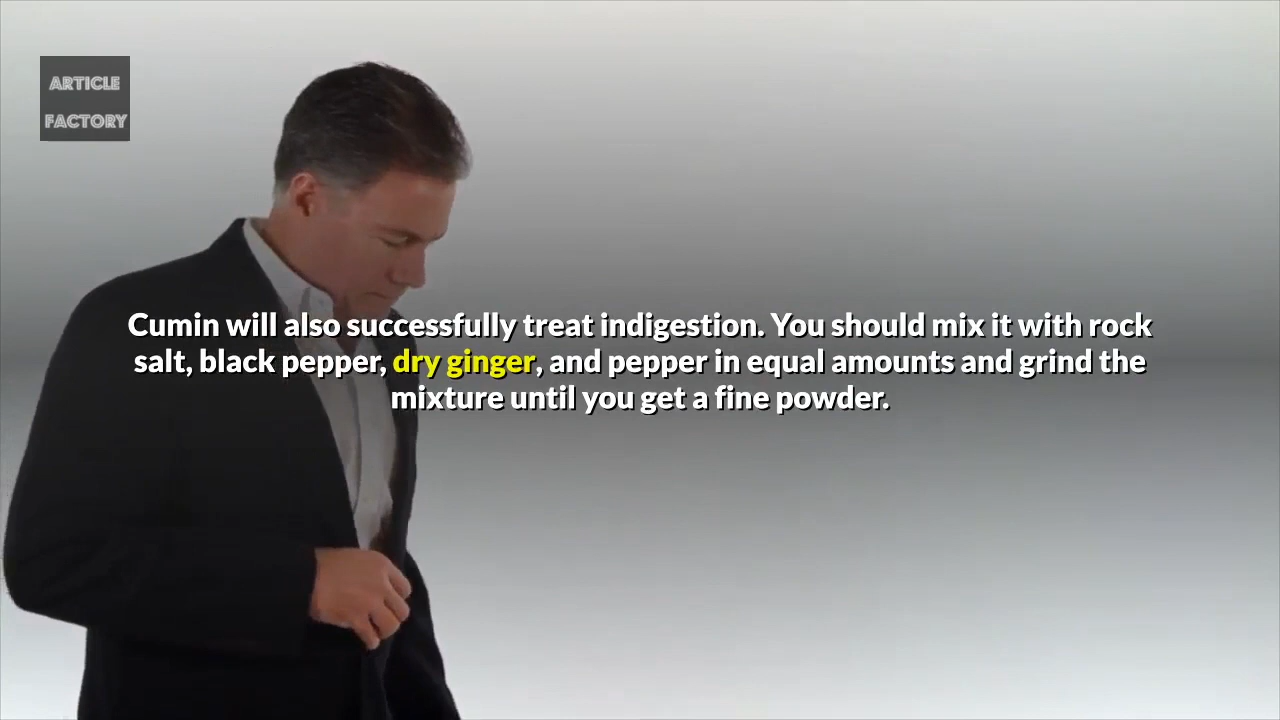 ARTICLE
FACTORY
Cumin will also successfully treat indigestion. You should mix it with rock
salt, black pepper, dry ginger, and pepper in equal amounts and grind the
mixture until you get a fine powder.